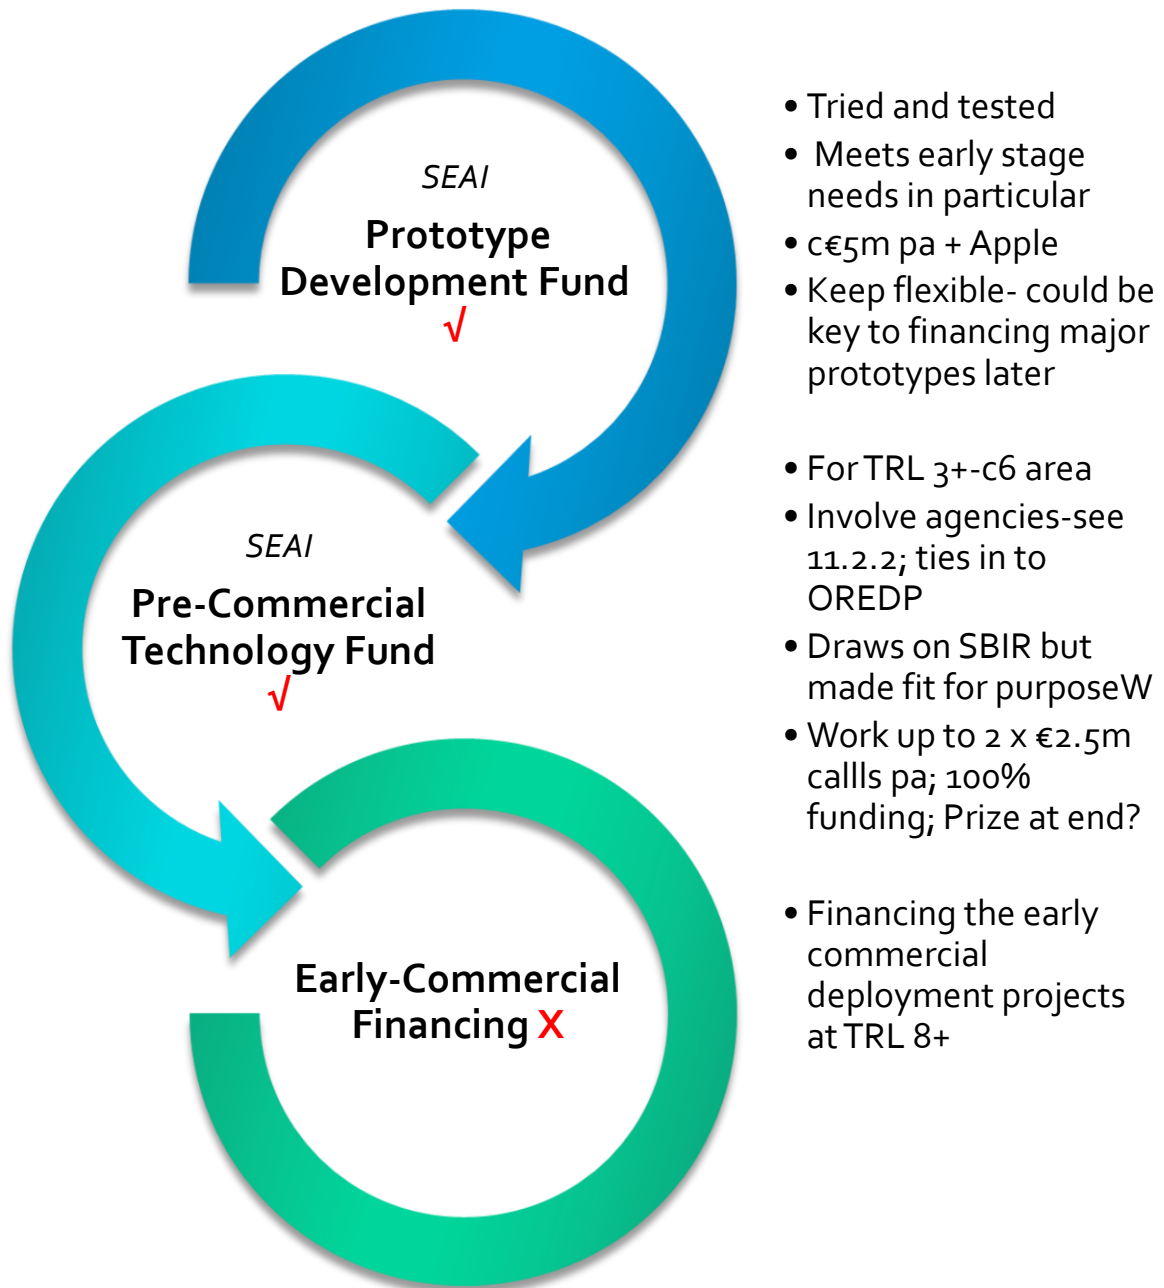 SEAI
Prototype
Development Fund
√
• Tried and tested
• Meets early stage
needs in particular
• c€5m pa + Apple
• Keep flexible- could be
key to financing major
prototypes later
SEAI
Pre-Commercial
Technology Fund
√
• For TRL 3+-c6 area
• Involve agencies-see
11.2.2; ties in to
OREDP
• Draws on SBIR but
made fit for purposeW
• Work up to 2 x €2.5m
callls pa; 100%
funding; Prize at end?
Early-Commercial
Financing X
• Financing the early
commercial
deployment projects
at TRL 8+